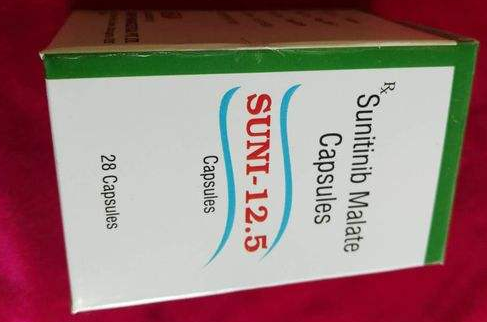 Rx
Sunitinib Malate
Capsules
SUNI-12.5
Capsules
28 Capsules